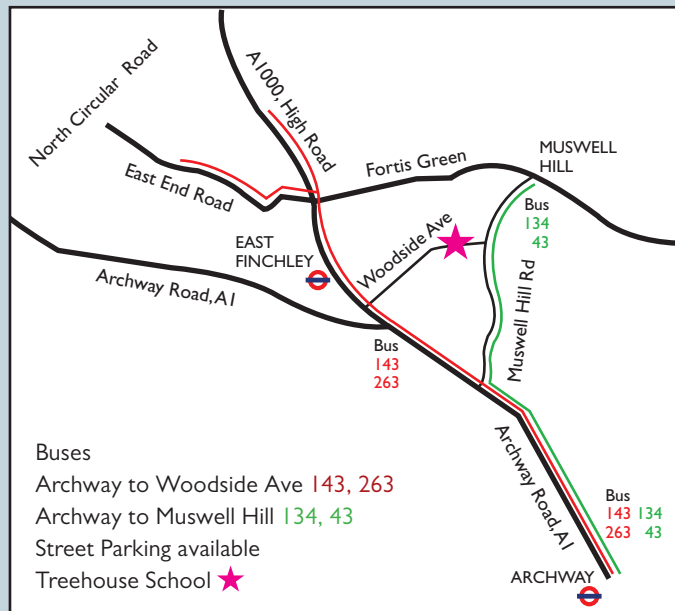 North Circular Road
A1000, High Road
East End Road
Fortis Green
MUSWELL
HILL
Bus
134
43
EAST
FINCHLEY
Woodside Ave
Archway Road, A1
Muswell Hill Rd
Bus
143
263
Archway Road, A1
Bus
143 134
263 43
ARCHWAY
Buses
Archway to Woodside Ave 143, 263
Archway to Muswell Hill 134, 43
Street Parking available
Treehouse School